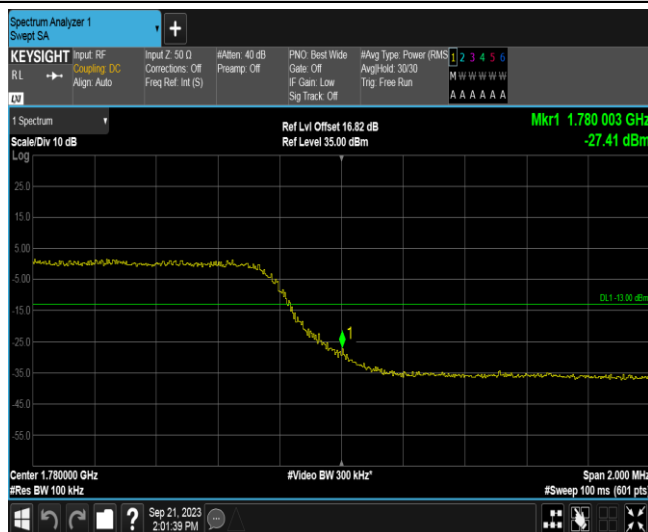 Spectrum Analyzer 1
Swept SA
+
KEYSIGHT
RL
LXI
Input: RF
Coupling: DC
Align: Auto
Input Z: 50 Ω
Corrections: Off
Freq Ref: Int (S)
#Atten: 40 dB
Preamp: Off
PNO: Best Wide
Gate: Off
IF Gain: Low
Sig Track: Off
#Avg Type: Power (RMS
Avg|Hold: 30/30
Trig: Free Run
1 2 3 4 5 6
M W W W W W
A A A A A A
1 Spectrum
Scale/Div 10 dB
Log
Ref Lvl Offset 16.82 dB
Ref Level 35.00 dBm
Mkr1 1.780 003 GHz
-27.41 dBm
25.0
15.0
5.00
-5.00
-15.0
-25.0
-35.0
-45.0
-55.0
DL1 -13.00 dBm
1
Center 1.780000 GHz
#Video BW 300 kHz*
Span 2.000 MHz
#Res BW 100 kHz
#Sweep 100 ms (601 pts)
?
Sep 21, 2023
2:01:39 PM